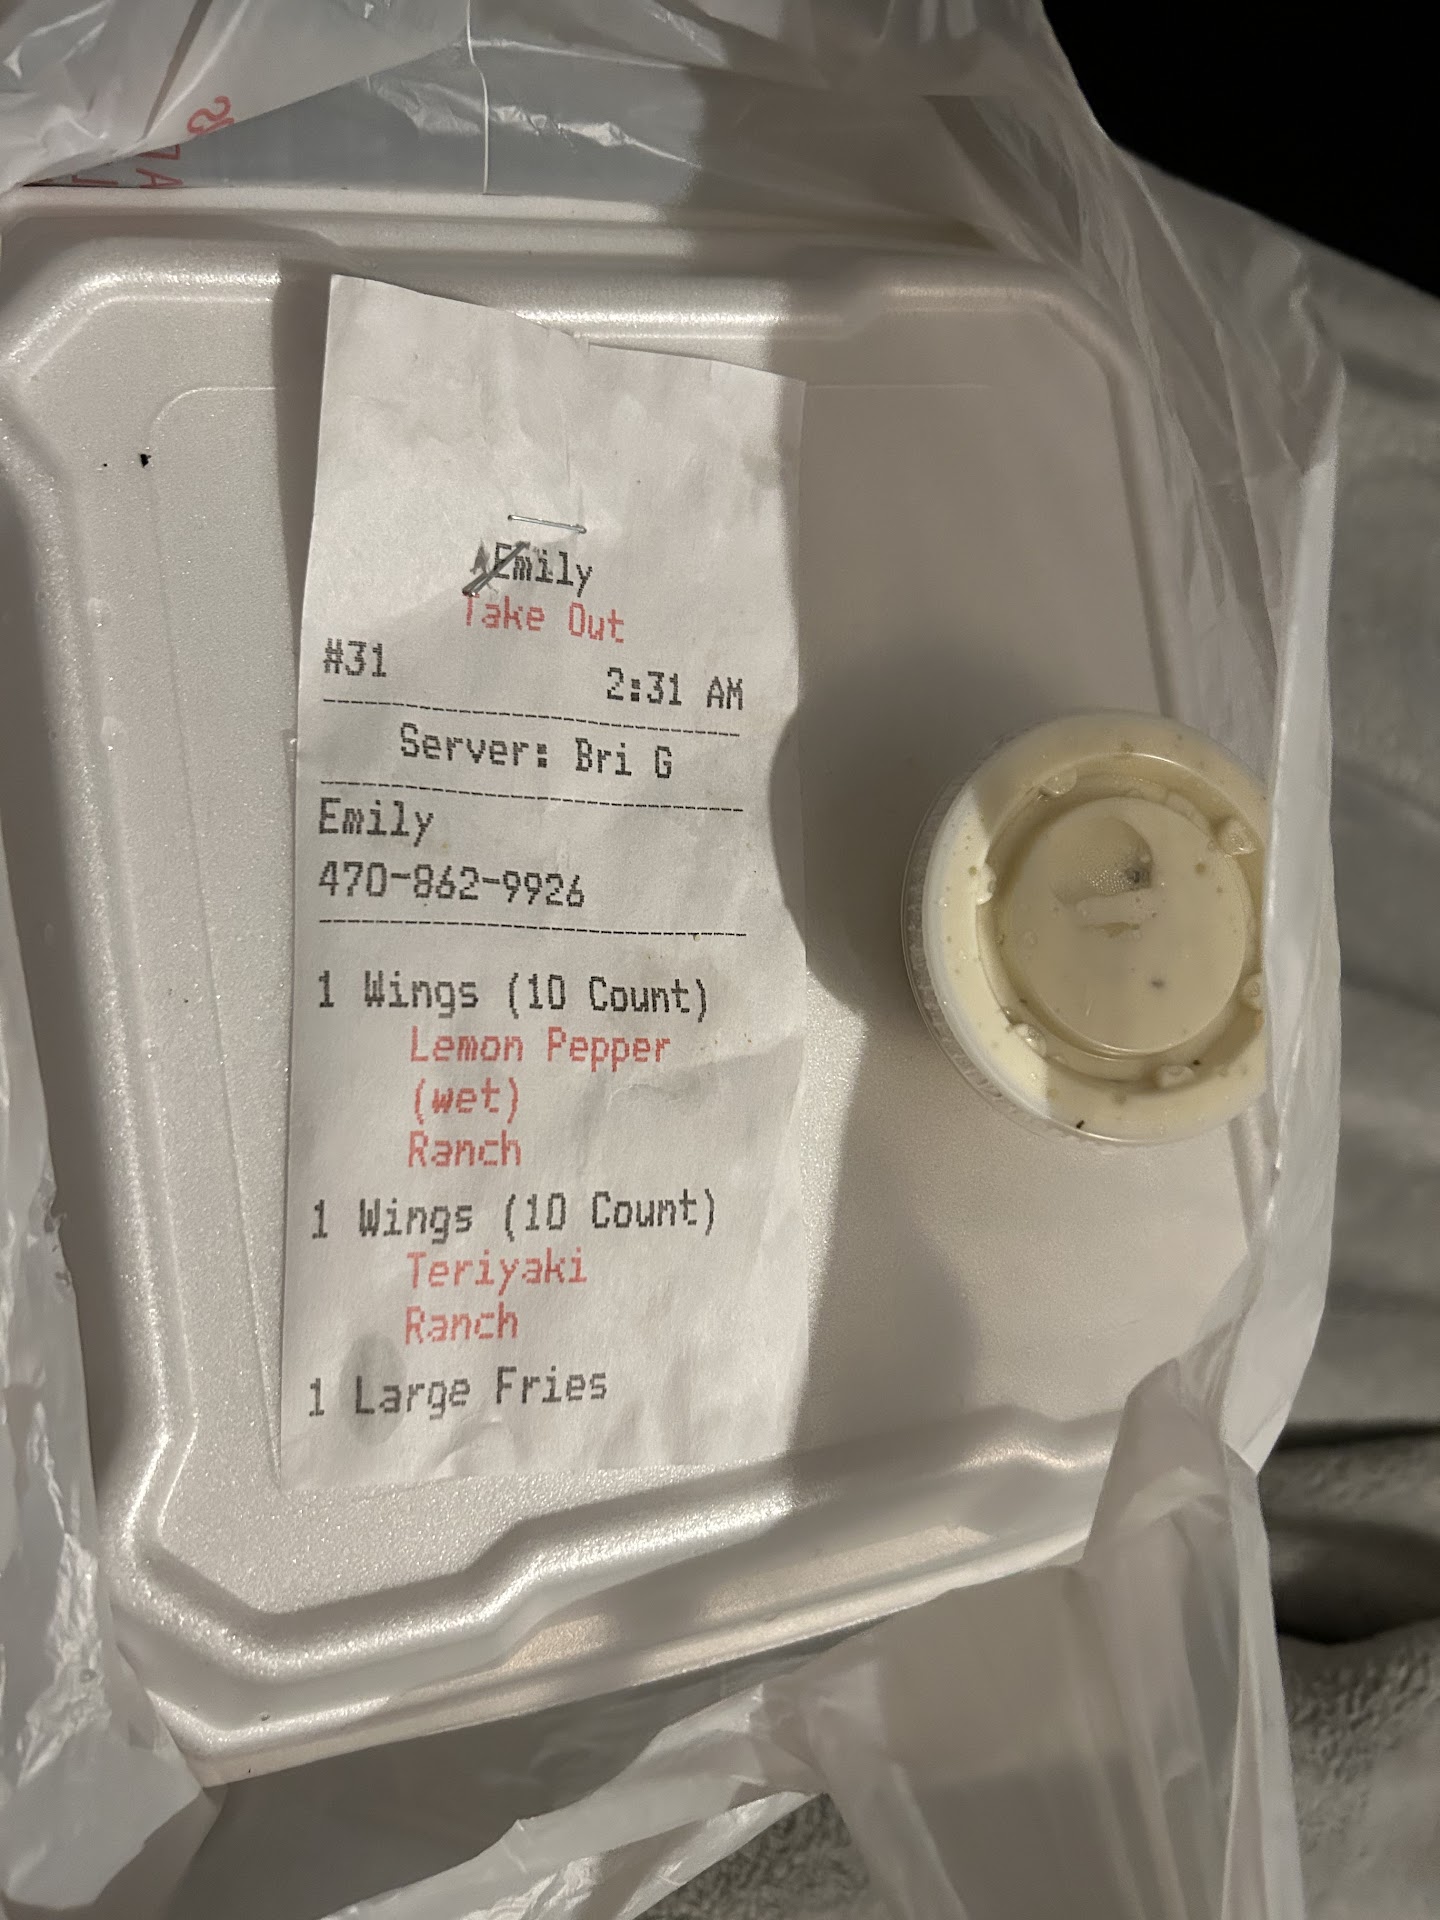 Emily
Take Out
#31 2:31 AM
Server: Bri G
Emily
470-862-9926
1 Wings (10 Count)
Lemon Pepper
(wet)
Ranch
1 Wings (10 Count)
Teriyaki
Ranch
1 Large Fries